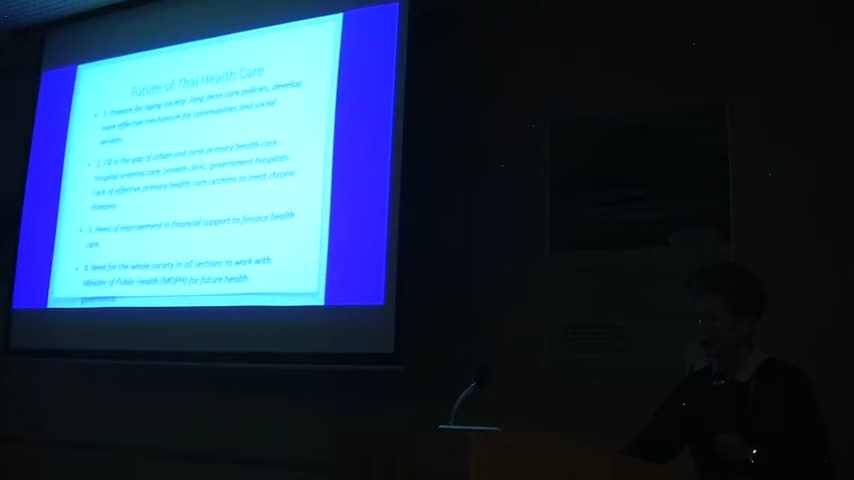 Future of Thai Health Care
• 1. Prepare for aging society: long term care policies, develop
more effective mechanism for communities and social
services.
• 2. Fill in the gap of urban and rural primary health care:
Hospital oriented care, private clinic, government hospitals.
Lack of effective primary health care systems to treat chronic
diseases.
• 3. Need of improvement in financial support to finance health
care.
• 4. Need for the whole society in all sections to work with
Minister of Public Health (MOPH) for future health